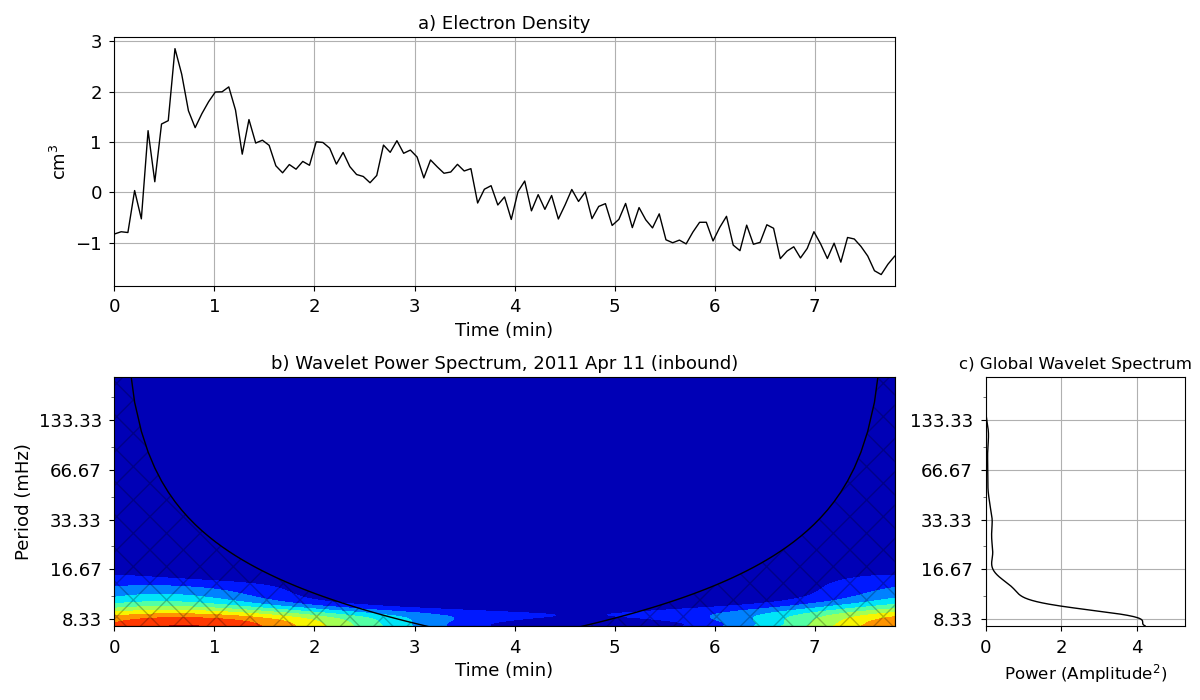 a) Electron Density
3
2
1
0
−1
cm³
0 1 2 3 4 5 6 7
Time (min)
b) Wavelet Power Spectrum, 2011 Apr 11 (inbound)
133.33
66.67
33.33
16.67
8.33
Period (mHz)
0 1 2 3 4 5 6 7
Time (min)
c) Global Wavelet Spectrum
133.33
66.67
33.33
16.67
8.33
0 2 4
Power (Amplitude²)